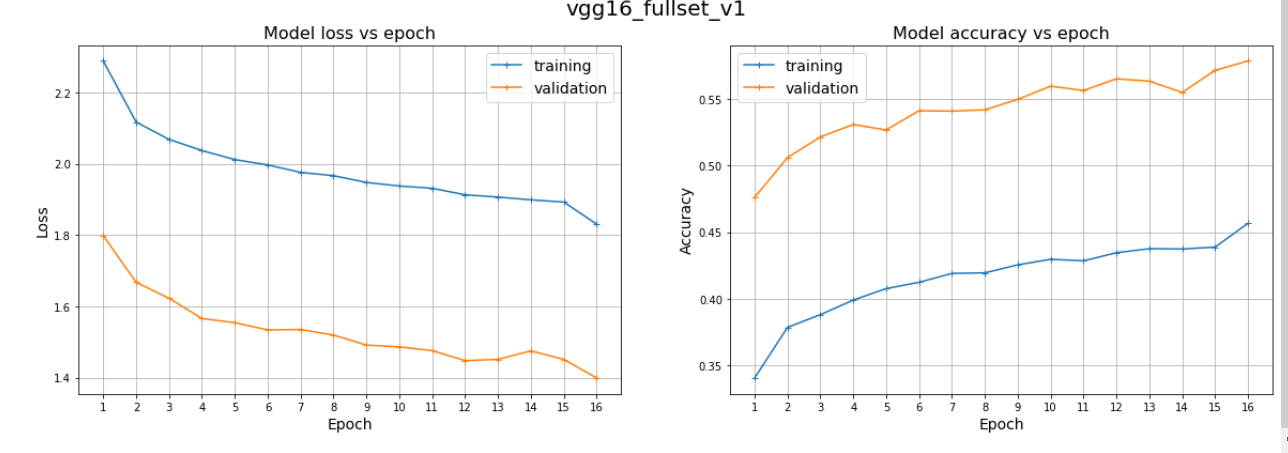 vgg16_fullset_v1
Model loss vs epoch
training
validation
2.2
2.0
1.8
1.6
1.4
Loss
1 2 3 4 5 6 7 8 9 10 11 12 13 14 15 16
Epoch
Model accuracy vs epoch
training
validation
0.55
0.50
0.45
0.40
0.35
Accuracy
1 2 3 4 5 6 7 8 9 10 11 12 13 14 15 16
Epoch